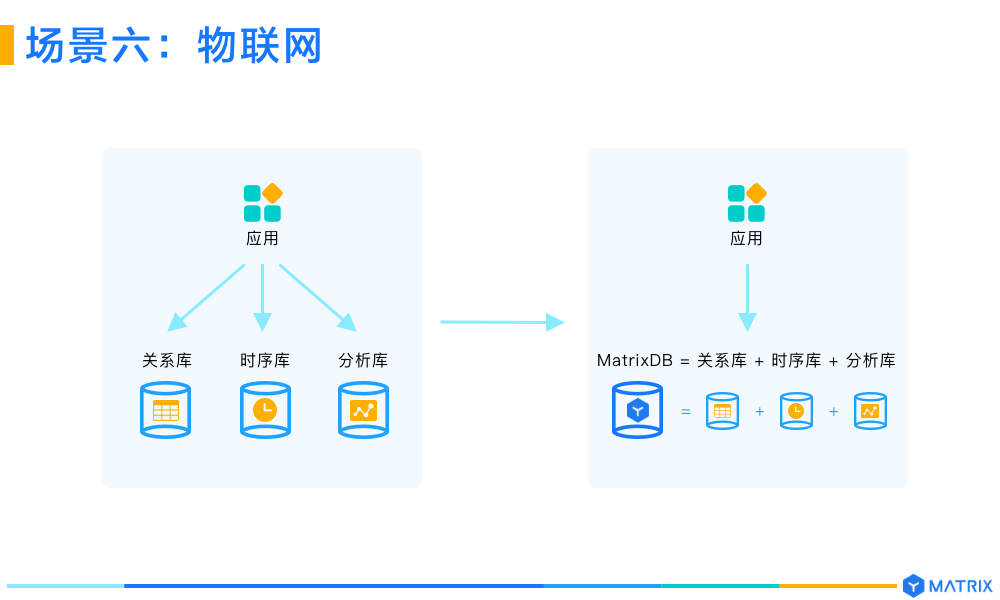 场景六：物联网
应用
关系库 时序库 分析库
应用
MatrixDB = 关系库 + 时序库 + 分析库
= + +
MATRIX